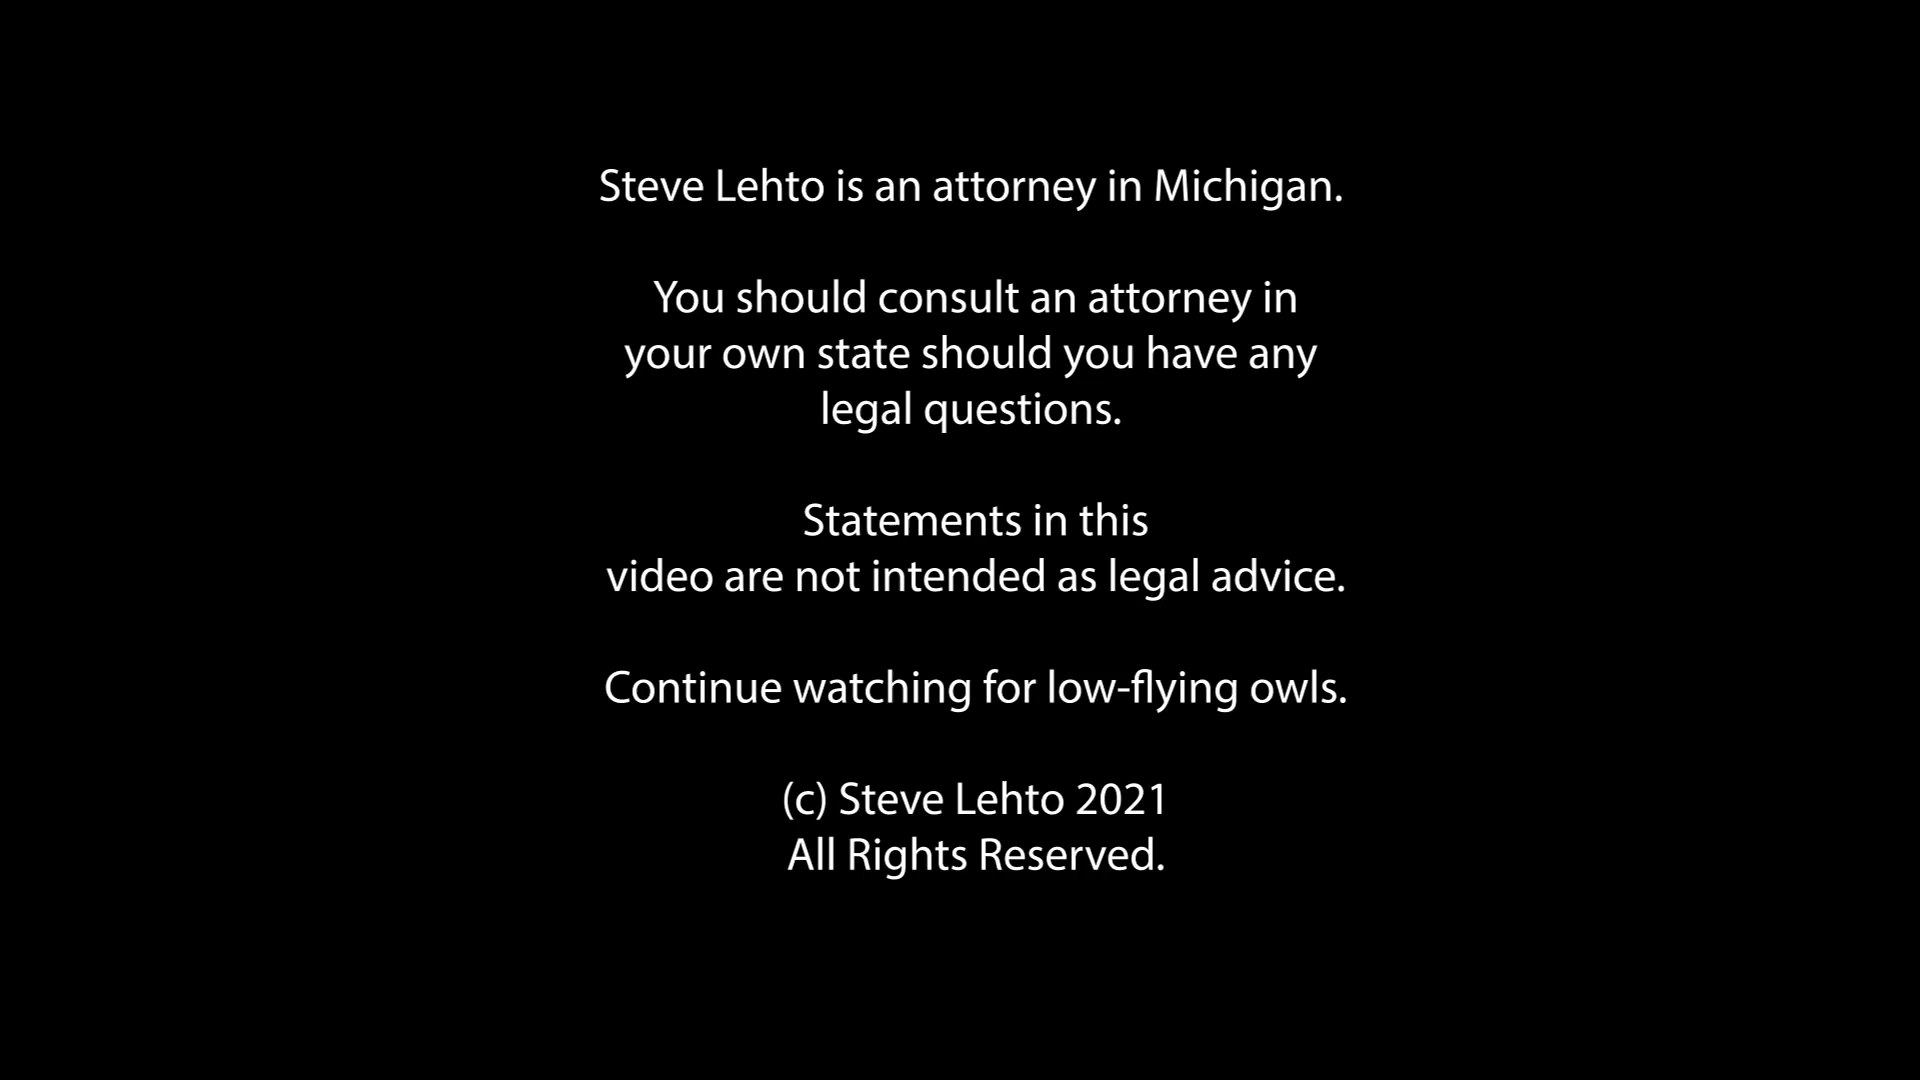 Steve Lehto is an attorney in Michigan.
You should consult an attorney in
your own state should you have any
legal questions.
Statements in this
video are not intended as legal advice.
Continue watching for low-flying owls.
(c) Steve Lehto 2021
All Rights Reserved.